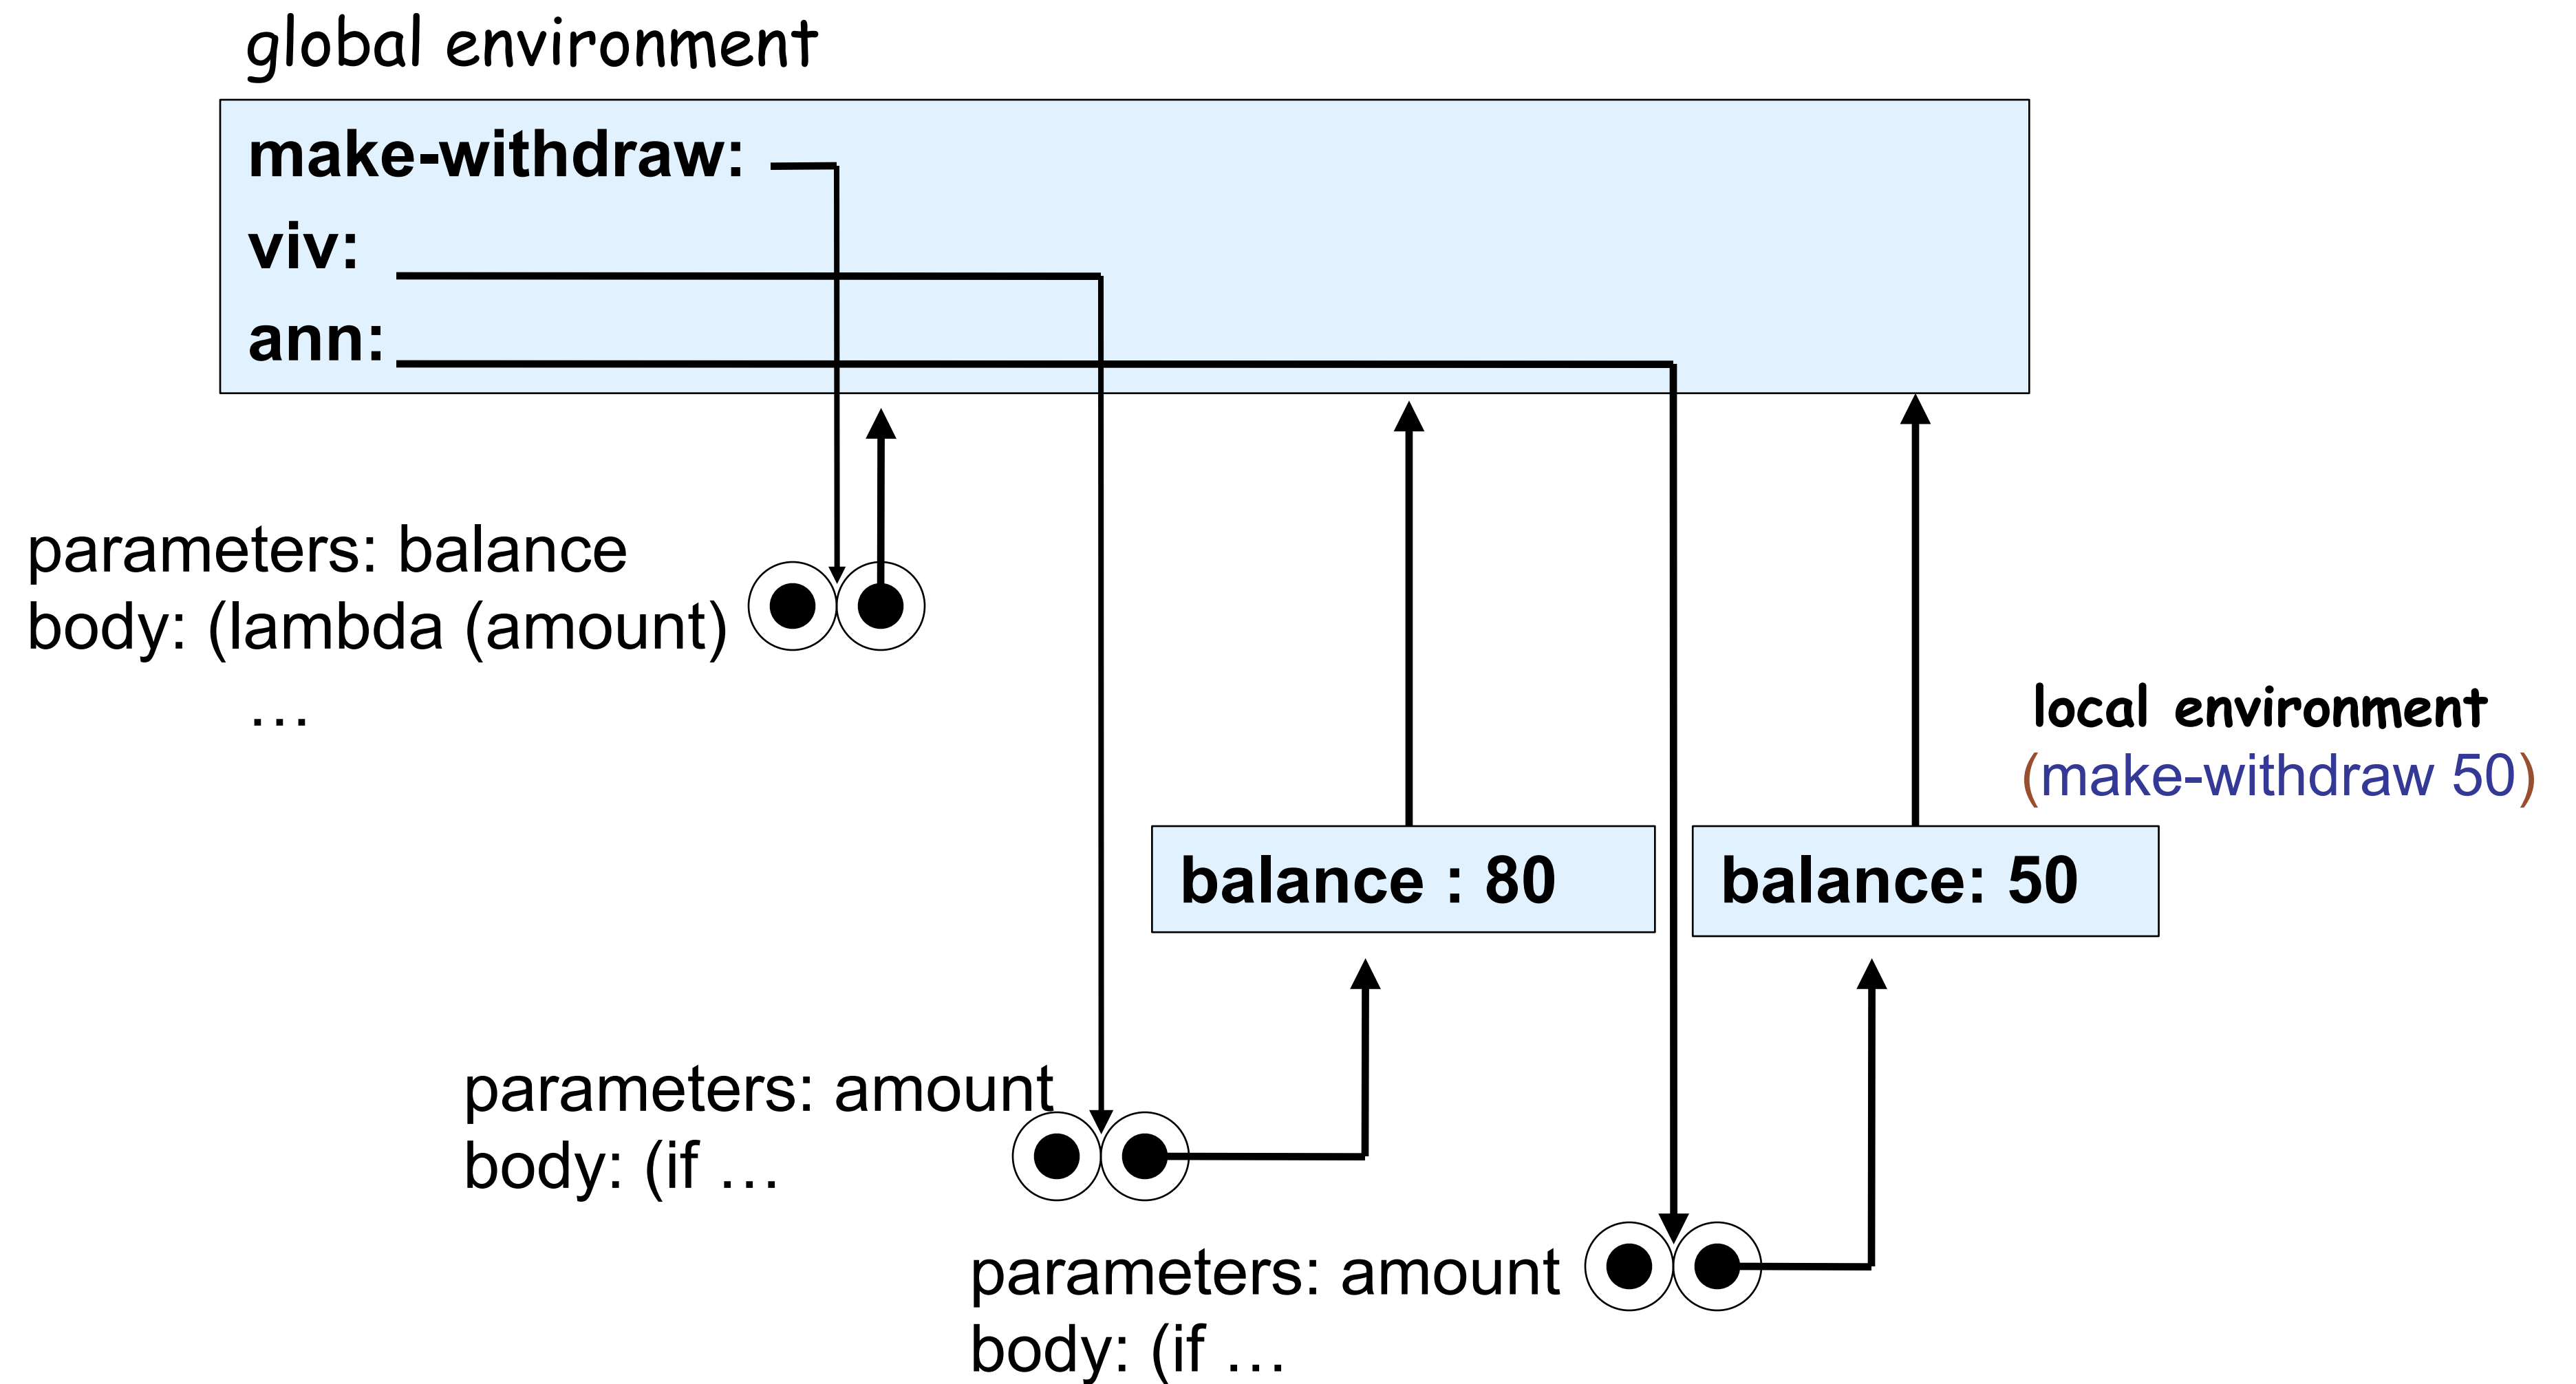 global environment
make-withdraw:
viv:
ann:
parameters: balance
body: (lambda (amount)
…
local environment
(make-withdraw 50)
balance : 80
balance: 50
parameters: amount
body: (if …
parameters: amount
body: (if …